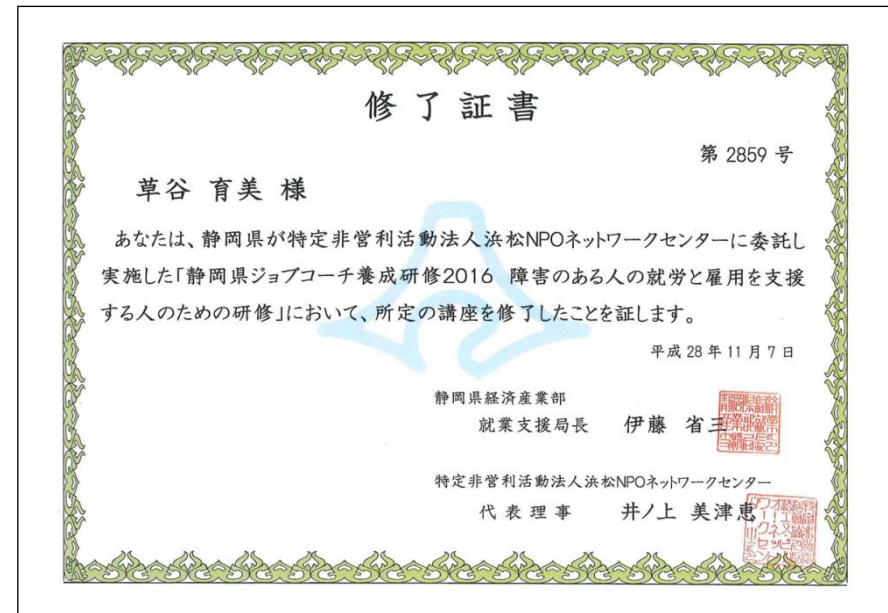 修了証書
第 2859 号
草谷 育美 様
あなたは、静岡県が特定非営利活動法人浜松NPOネットワークセンターに委託し
実施した「静岡県ジョブコーチ養成研修2016 障害のある人の就労と雇用を支援
する人のための研修」において、所定の講座を修了したことを証します。
平成 28 年 11 月 7 日
静岡県経済産業部
就業支援局長 伊藤 省三
特定非営利活動法人浜松NPOネットワークセンター
代表理事 井ノ上 美津恵